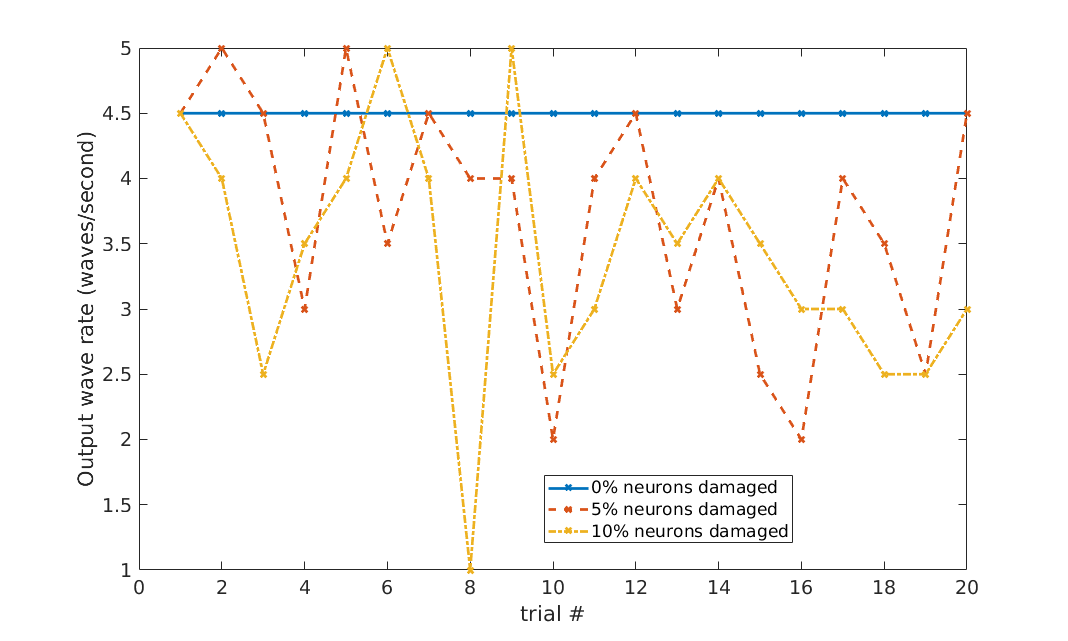 5
4.5
4
3.5
3
2.5
2
1.5
1
Output wave rate (waves/second)
0% neurons damaged
5% neurons damaged
10% neurons damaged
0 2 4 6 8 10 12 14 16 18 20
trial #